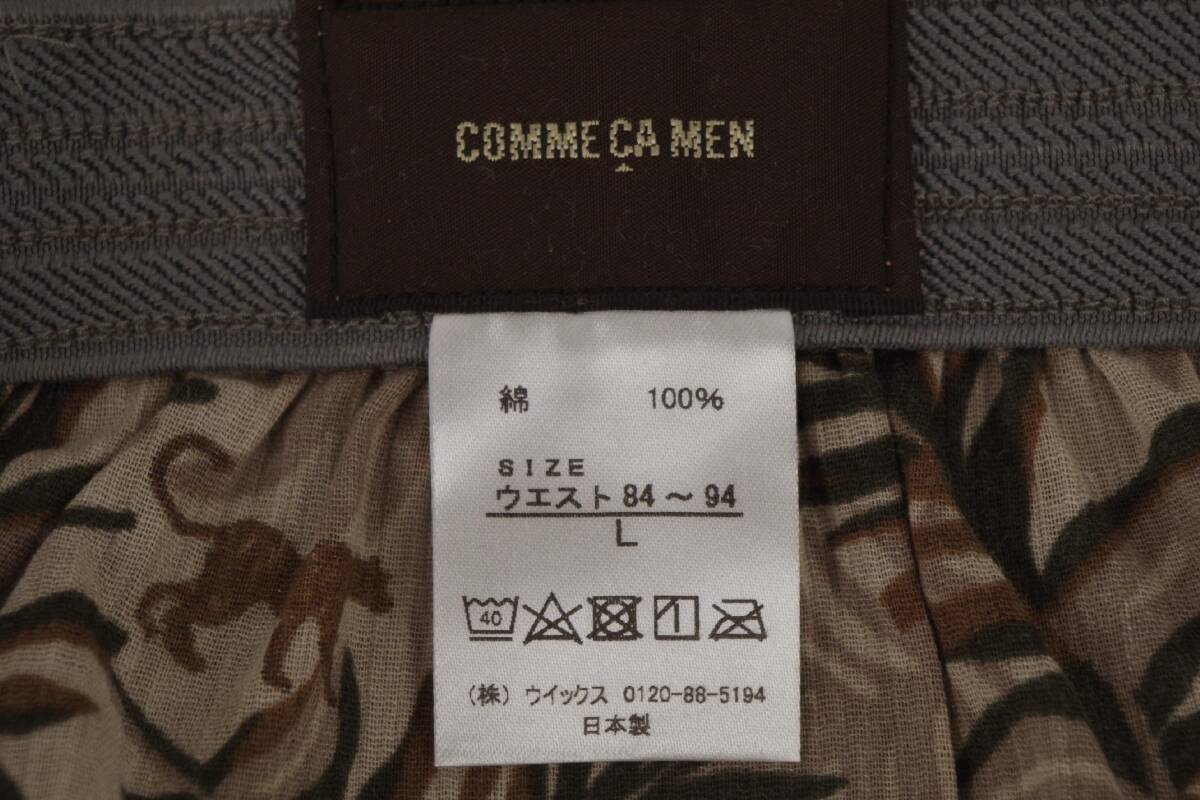 COMME ÇA MEN
綿 100%
SIZE
ウエスト 84～94
L
40
(株) ウイックス 0120-88-5194
日本製